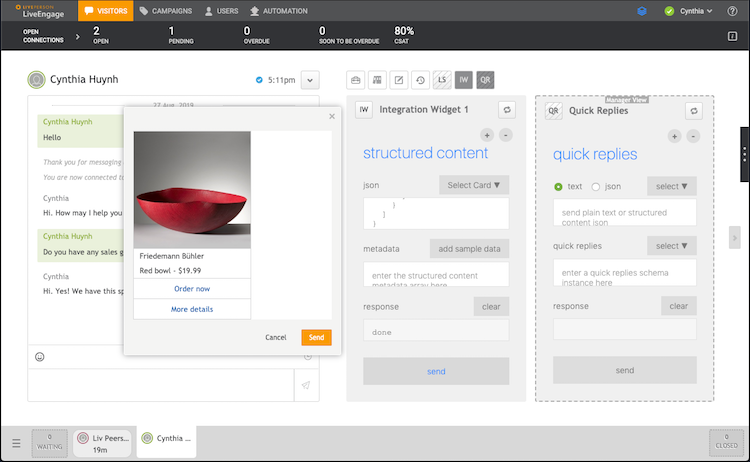 LIVEPERSON
LiveEngage
VISITORS
CAMPAIGNS
USERS
AUTOMATION
Cynthia
OPEN
CONNECTIONS
2
OPEN
1
PENDING
0
OVERDUE
0
SOON TO BE OVERDUE
80%
CSAT
Cynthia Huynh
5:11pm
27 Aug, 2019
Cynthia Huynh
Hello
Thank you for messaging
You are now connected to
Cynthia
Hi. How may I help you
Cynthia Huynh
Do you have any sales g
Cynthia
Hi. Yes! We have this sp
×
Friedemann Bühler
Red bowl - $19.99
Order now
More details
Cancel
Send
LS
IW
QR
IW
Integration Widget 1
+
-
structured content
json
Select Card ▼
}
]
}
metadata
add sample data
enter the structured content
metadata array here
response
clear
done
send
Manager View
QR
Quick Replies
+
-
quick replies
text
json
select ▼
send plain text or structured
content json
quick replies
select ▼
enter a quick replies schema
instance here
response
clear
send
0
WAITING
Liv Peers...
19m
Cynthia ...
0
CLOSED